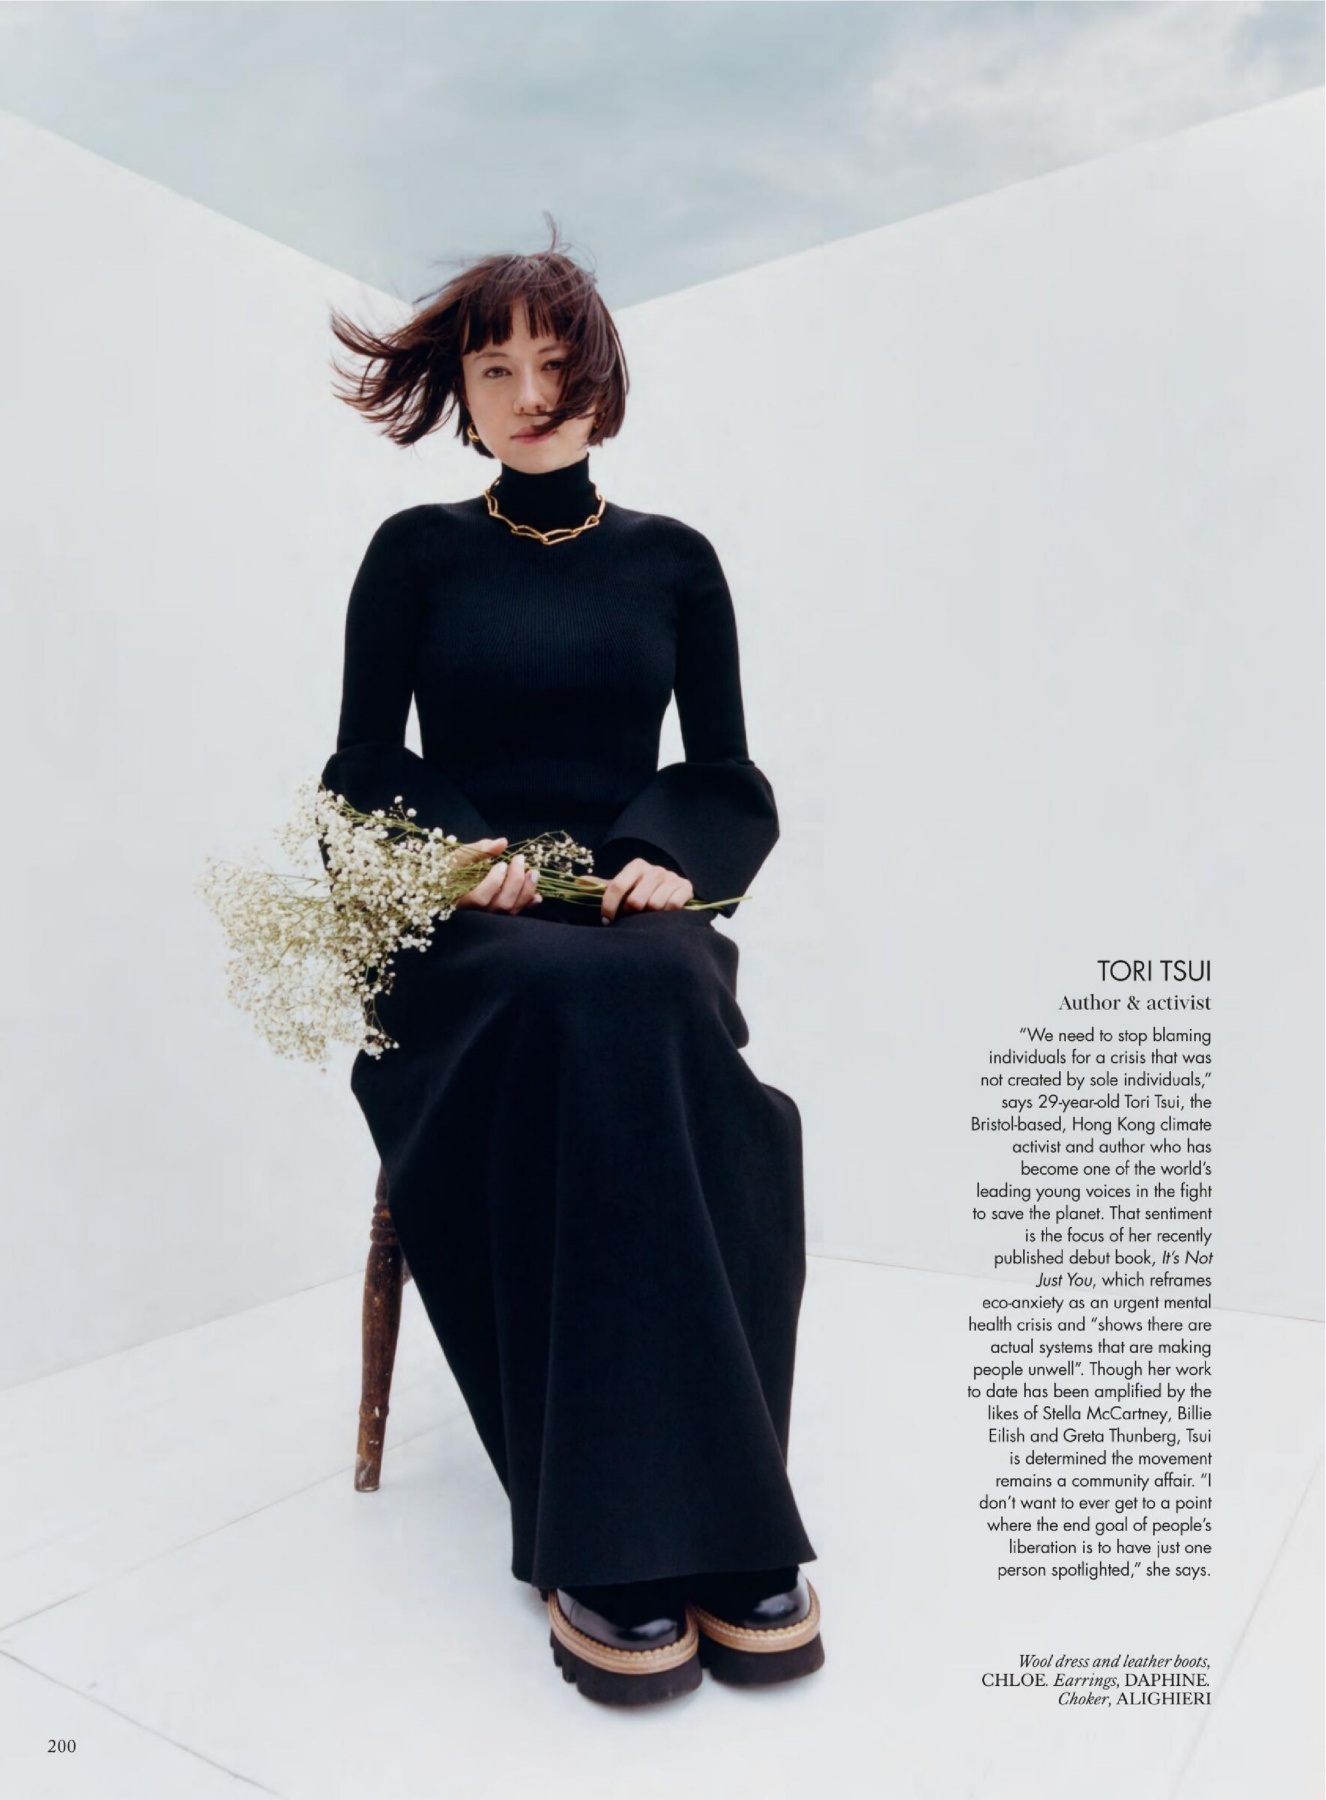 TORI TSUI
Author & activist
“We need to stop blaming
individuals for a crisis that was
not created by sole individuals,”
says 29-year-old Tori Tsui, the
Bristol-based, Hong Kong climate
activist and author who has
become one of the world’s
leading young voices in the fight
to save the planet. That sentiment
is the focus of her recently
published debut book, It’s Not
Just You, which reframes
eco-anxiety as an urgent mental
health crisis and “shows there are
actual systems that are making
people unwell”. Though her work
to date has been amplified by the
likes of Stella McCartney, Billie
Eilish and Greta Thunberg, Tsui
is determined the movement
remains a community affair. “I
don’t want to ever get to a point
where the end goal of people’s
liberation is to have just one
person spotlighted,” she says.
Wool dress and leather boots,
CHLOE. Earrings, DAPHINE.
Choker, ALIGHIERI
200